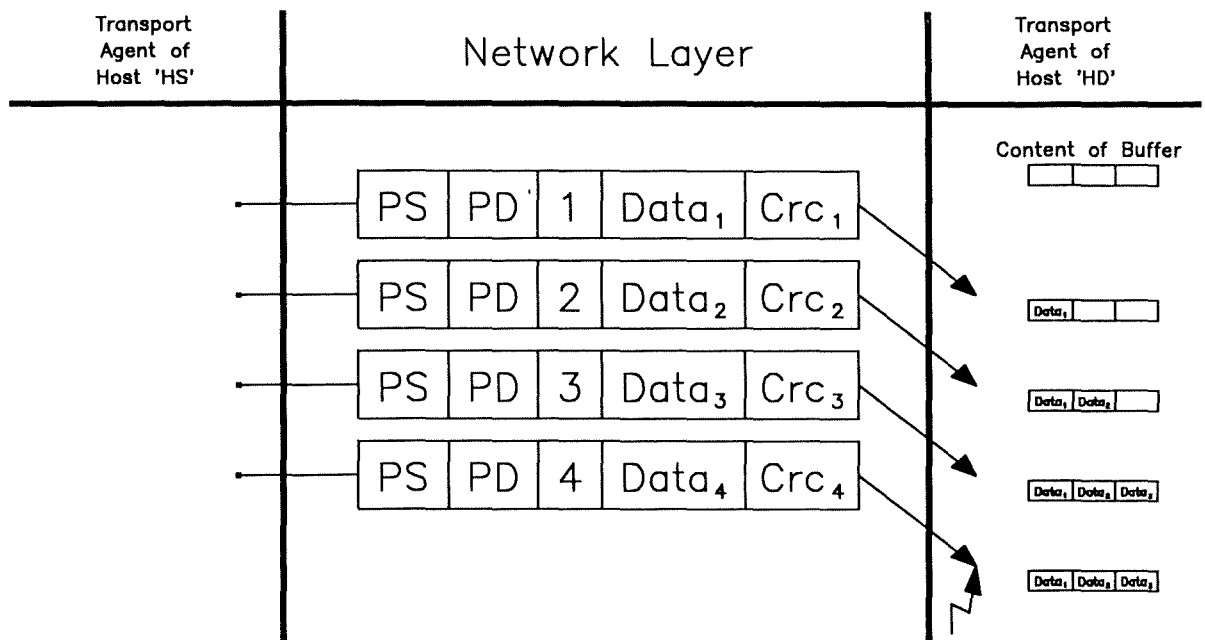 Transport
Agent of
Host 'HS'
Network Layer
Transport
Agent of
Host 'HD'
Content of Buffer
PS PD 1 Data₁ Crc₁
Data₁
PS PD 2 Data₂ Crc₂
Data₁ Data₂
PS PD 3 Data₃ Crc₃
Data₁ Data₂ Data₃
PS PD 4 Data₄ Crc₄
Data₁ Data₂ Data₃